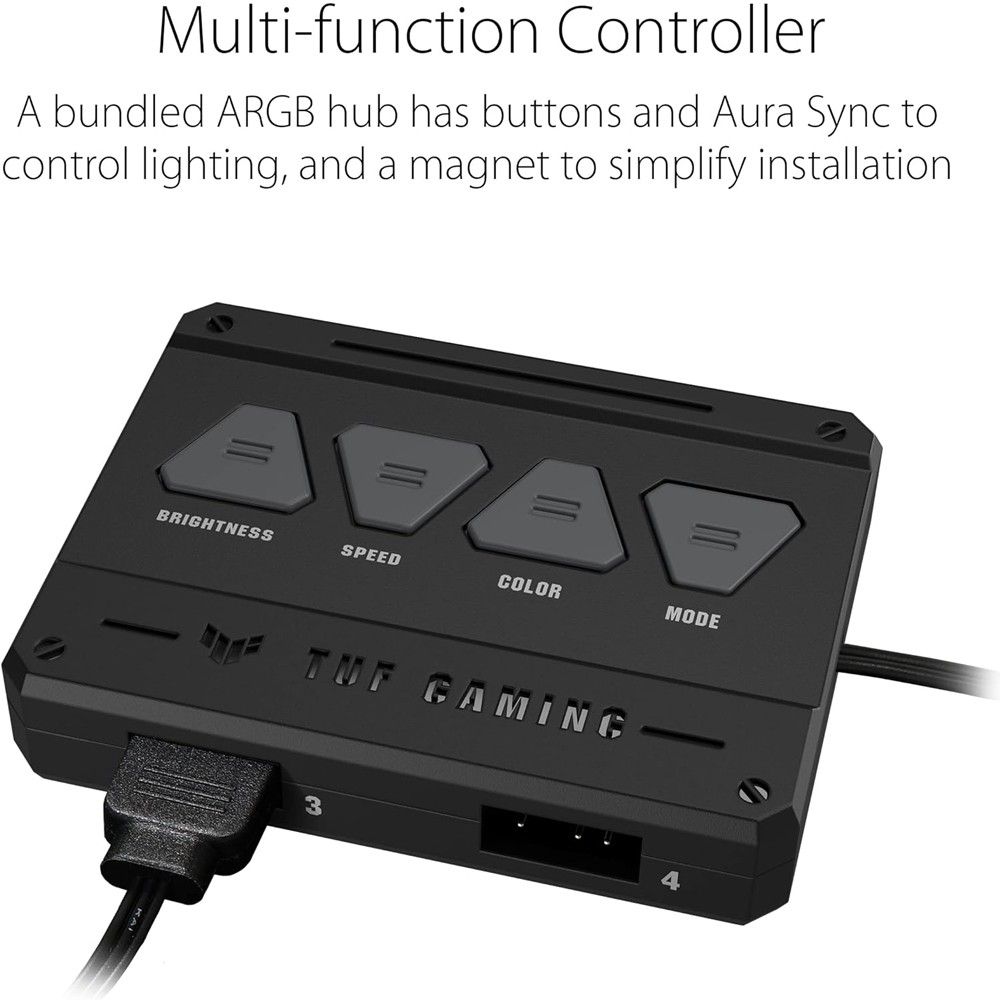 Multi-function Controller
A bundled ARGB hub has buttons and Aura Sync to
control lighting, and a magnet to simplify installation
BRIGHTNESS
SPEED
COLOR
MODE
TUF GAMING
3
4
KAI